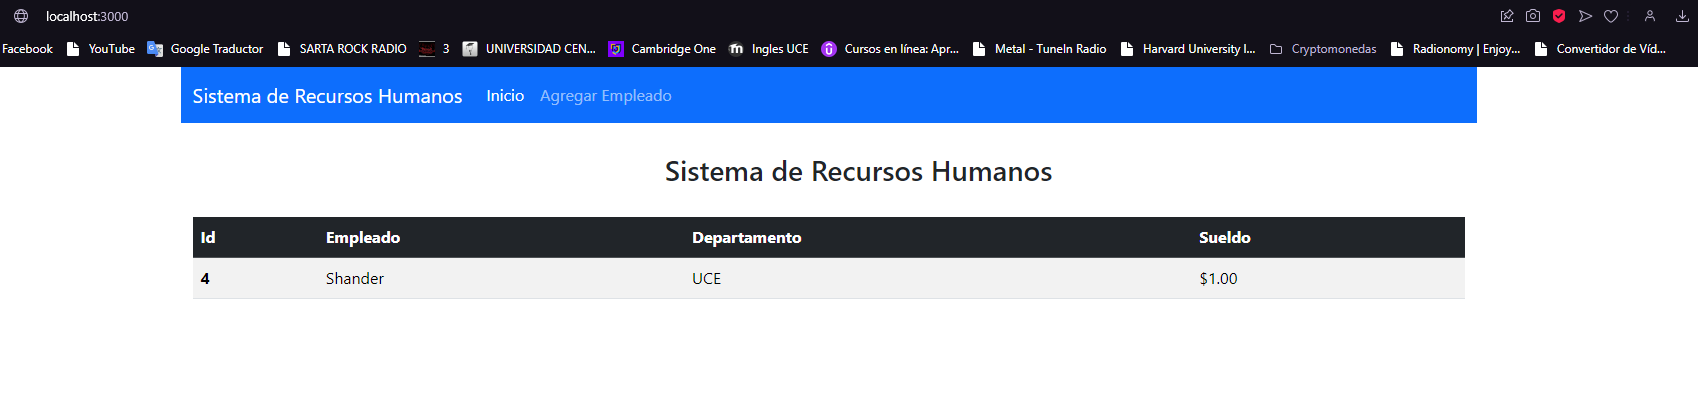 localhost:3000
Facebook YouTube Google Traductor SARTA ROCK RADIO 3 UNIVERSIDAD CEN... Cambridge One Ingles UCE Cursos en línea: Apr... Metal - TuneIn Radio Harvard University I... Cryptomonedas Radionomy | Enjoy... Convertidor de Víd...
Sistema de Recursos Humanos Inicio Agregar Empleado
Sistema de Recursos Humanos
Id Empleado Departamento Sueldo
4 Shander UCE $1.00